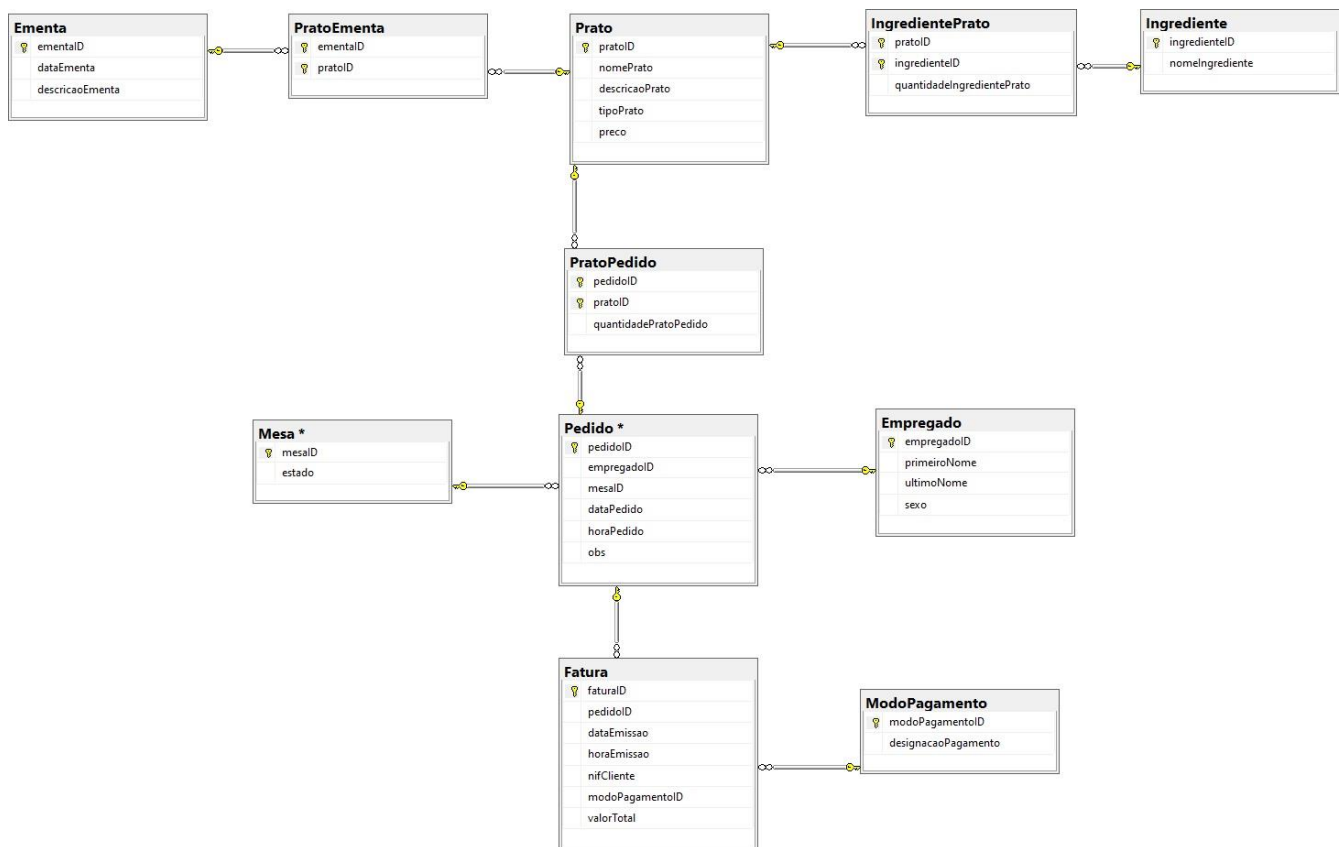 Ementa
ementaID
dataEmenta
descricaoEmenta
PratoEmenta
ementaID
pratoID
Prato
pratoID
nomePrato
descricaoPrato
tipoPrato
preco
IngredientePrato
pratoID
ingredienteID
quantidadeIngredientePrato
Ingrediente
ingredienteID
nomeIngrediente
PratoPedido
pedidoID
pratoID
quantidadePratoPedido
Mesa *
mesaID
estado
Pedido *
pedidoID
empregadoID
mesaID
dataPedido
horaPedido
obs
Empregado
empregadoID
primeiroNome
ultimoNome
sexo
Fatura
faturaID
pedidoID
dataEmissao
horaEmissao
nifCliente
modoPagamentoID
valorTotal
ModoPagamento
modoPagamentoID
designacaoPagamento